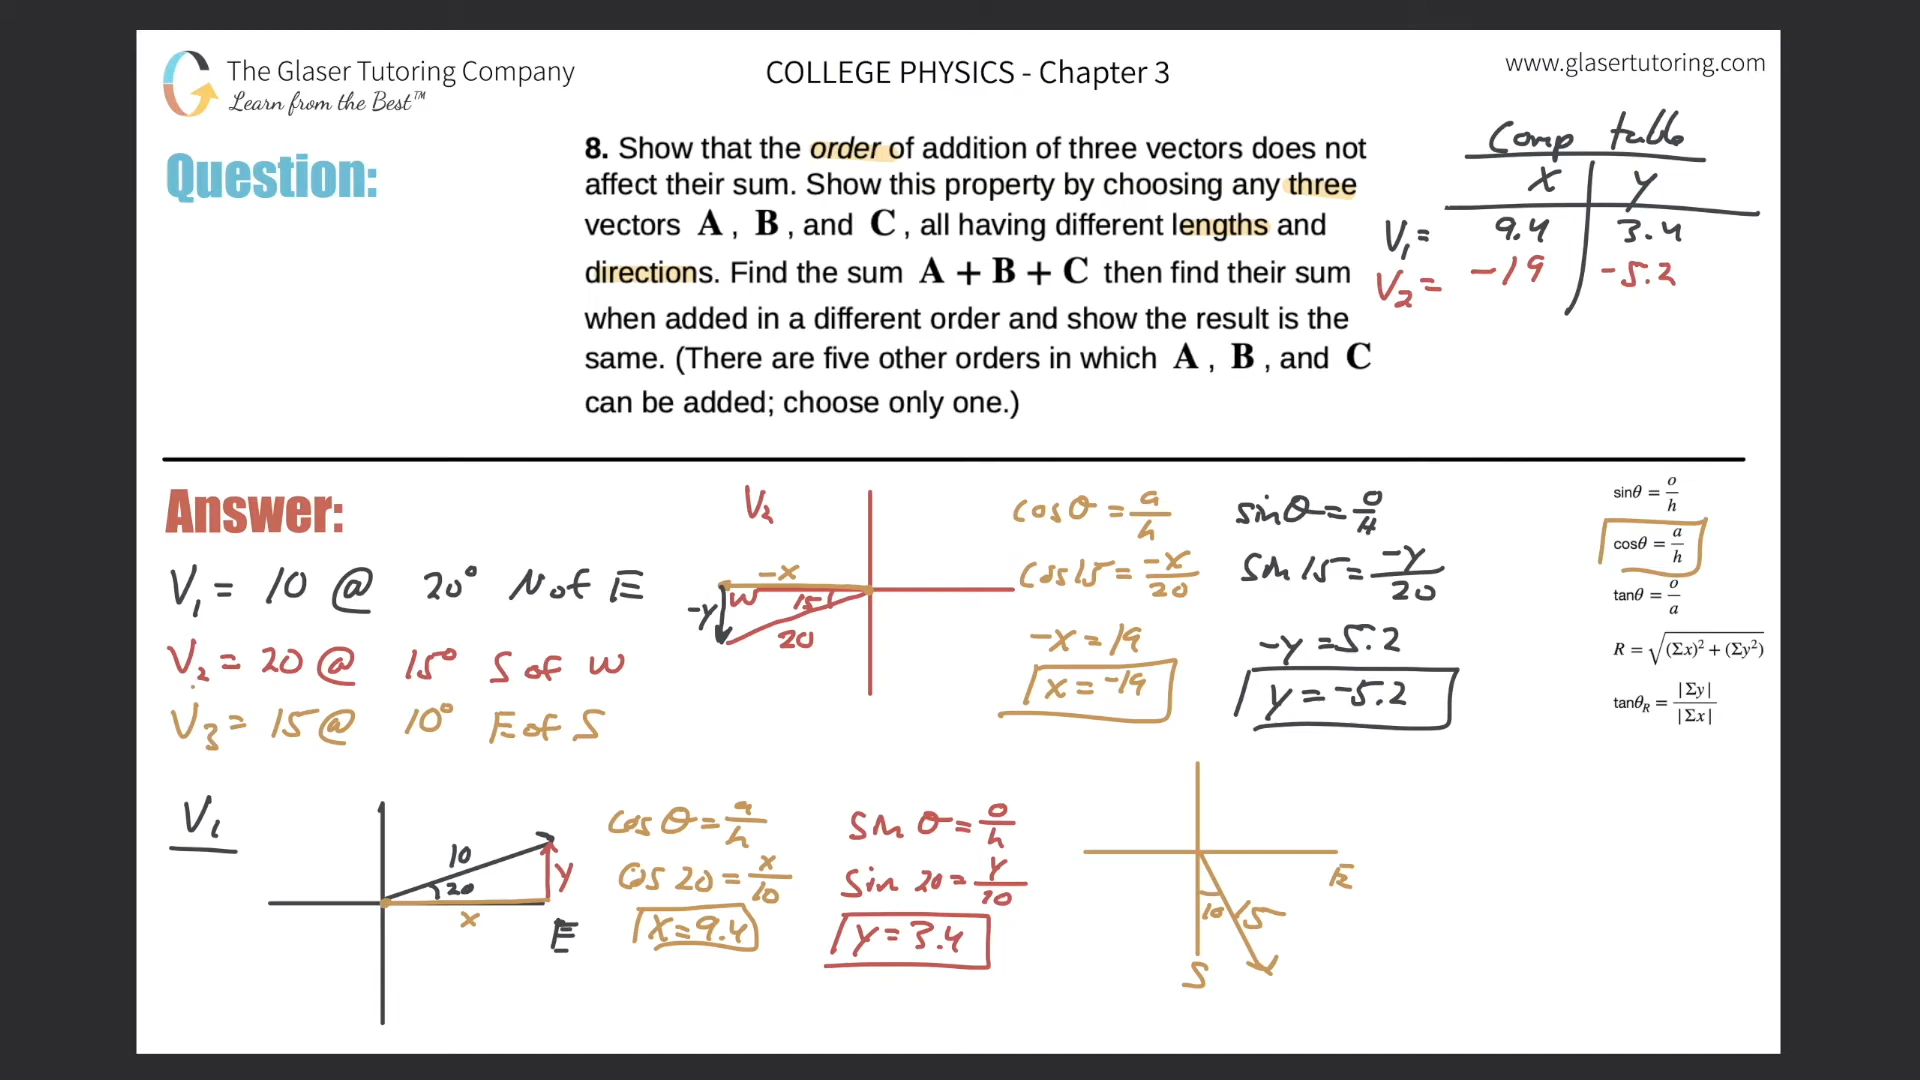 The Glaser Tutoring Company
Learn from the Best™
COLLEGE PHYSICS - Chapter 3
www.glasertutoring.com
Question:
8. Show that the order of addition of three vectors does not
affect their sum. Show this property by choosing any three
vectors A , B , and C , all having different lengths and
directions. Find the sum A + B + C then find their sum
when added in a different order and show the result is the
same. (There are five other orders in which A , B , and C
can be added; choose only one.)
Comp table
x y
V₁ = 9.4 3.4
V₂ = -19 -5.2
Answer:
V₁ = 10 @ 20° N of E
V₂ = 20 @ 15° S of W
V₃ = 15 @ 10° E of S
V₂
-x
-y
W
15
20
cosθ = a/h
cos15 = -x/20
-x = 19
x = -19
sinθ = o/H
sin 15 = -y/20
-y = 5.2
y = -5.2
sinθ = o/h
cosθ = a/h
tanθ = o/a
R = √(Σx)² + (Σy²)
tanθ_R = |Σy|/|Σx|
V₁
10
20
x
y
E
cosθ = a/h
cos 20 = x/10
x = 9.4
sin θ = o/h
sin 20 = y/10
y = 3.4
E
10
15
S